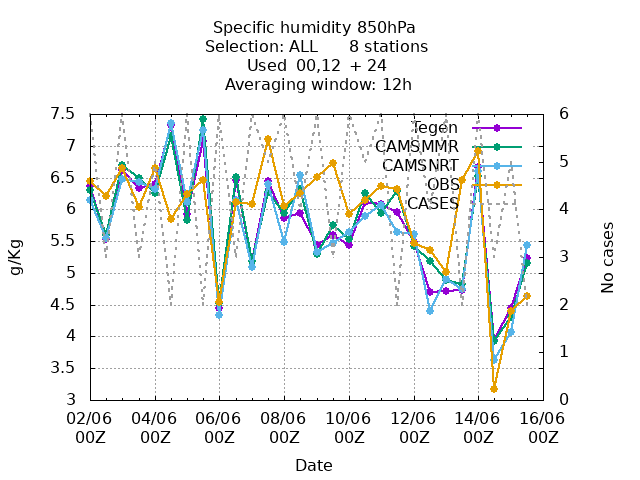 Specific humidity 850hPa
Selection: ALL 8 stations
Used 00,12 + 24
Averaging window: 12h
7.5
7
6.5
6
5.5
5
4.5
4
3.5
3
g/Kg
Tegen
CAMSMMR
CAMSNRT
OBS
CASES
6
5
4
3
2
1
0
No cases
02/06 04/06 06/06 08/06 10/06 12/06 14/06 16/06
00Z 00Z 00Z 00Z 00Z 00Z 00Z 00Z
Date